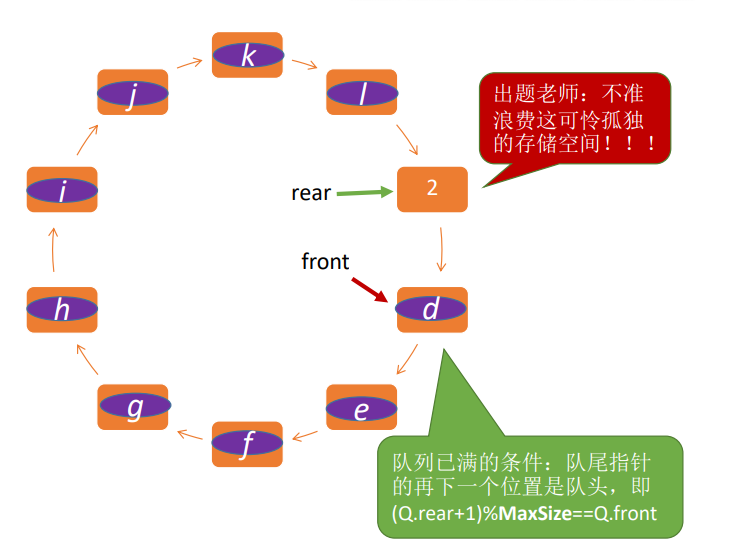 k
j
l
出题老师：不准
浪费这可怜孤独
的存储空间！！！
i
rear
2
front
h
d
g
e
f
队列已满的条件：队尾指针
的再下一个位置是队头，即
(Q.rear+1)%MaxSize==Q.front